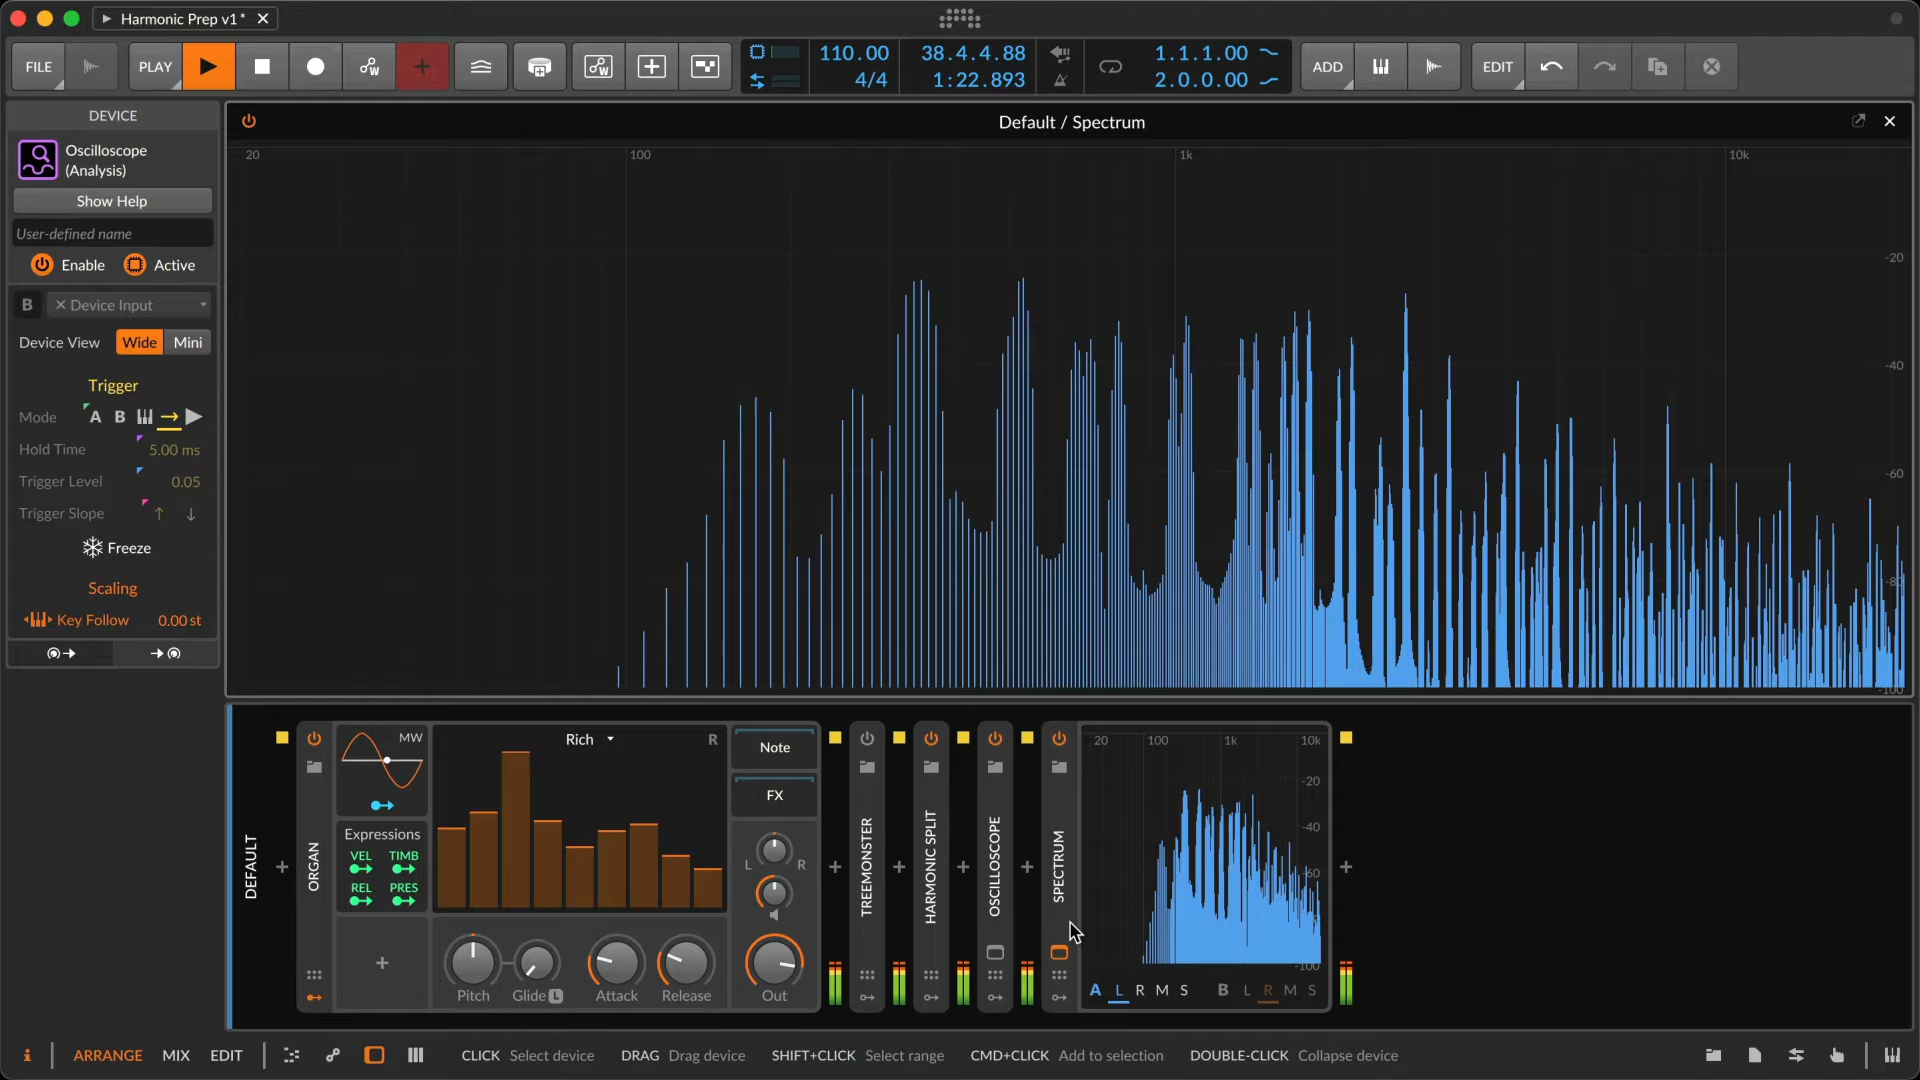 Harmonic Prep v1*
FILE
PLAY
110.00
4/4
38.4.4.88
1:22.893
1.1.1.00
2.0.0.00
ADD
EDIT
DEVICE
Oscilloscope
(Analysis)
Show Help
User-defined name
Enable
Active
B
Device Input
Device View
Wide
Mini
Trigger
Mode
A
B
Hold Time
5.00 ms
Trigger Level
0.05
Trigger Slope
Freeze
Scaling
Key Follow
0.00 st
Default / Spectrum
20
100
1k
10k
-20
-40
-60
-80
-100
DEFAULT
ORGAN
MW
Expressions
VEL
TIMB
REL
PRES
Rich
R
Pitch
Glide
L
Attack
Release
Note
FX
L
R
Out
TREEMONSTER
HARMONIC SPLIT
OSCILLOSCOPE
SPECTRUM
20
100
1k
10k
-20
-40
-60
-100
A L R M S
B L R M S
ARRANGE
MIX
EDIT
CLICK Select device
DRAG Drag device
SHIFT+CLICK Select range
CMD+CLICK Add to selection
DOUBLE-CLICK Collapse device